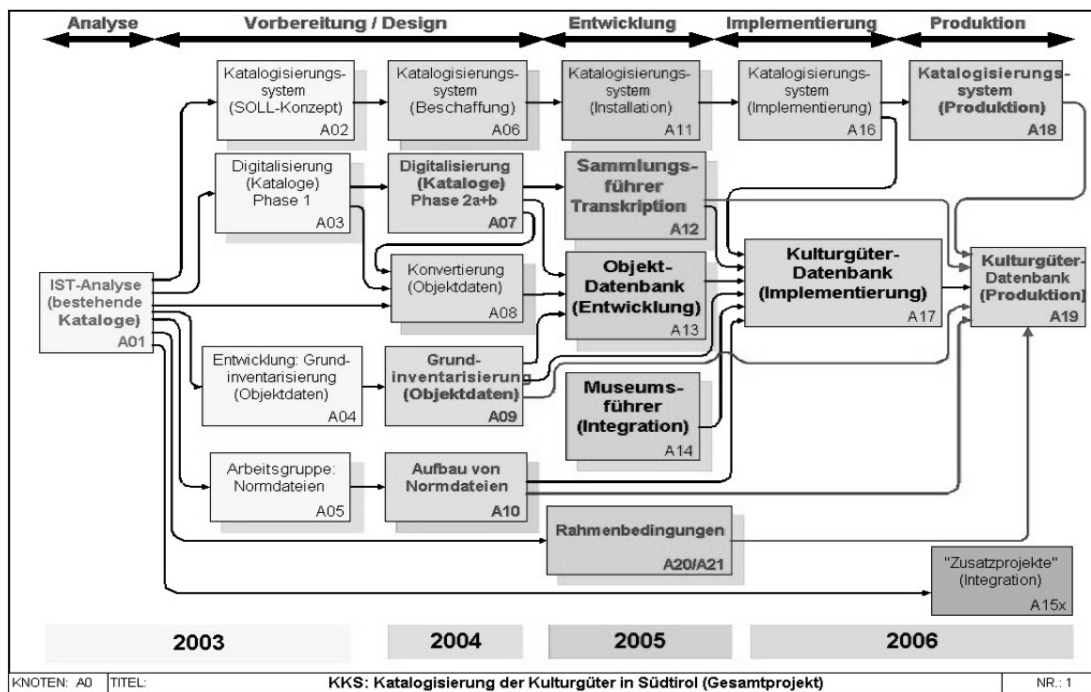 Analyse Vorbereitung / Design Entwicklung Implementierung Produktion
Katalogisierungs-
system
(SOLL-Konzept)
A02
Katalogisierungs-
system
(Beschaffung)
A06
Katalogisierungs-
system
(Installation)
A11
Katalogisierungs-
system
(Implementierung)
A16
Katalogisierungs-
system
(Produktion)
A18
Digitalisierung
(Kataloge)
Phase 1
A03
Digitalisierung
(Kataloge)
Phase 2a+b
A07
Sammlungs-
führer
Transkription
A12
IST-Analyse
(bestehende
Kataloge)
A01
Konvertierung
(Objektdaten)
A08
Objekt-
Datenbank
(Entwicklung)
A13
Kulturgüter-
Datenbank
(Implementierung)
A17
Kulturgüter-
Datenbank
(Produktion)
A19
Entwicklung: Grund-
inventarisierung
(Objektdaten)
A04
Grund-
inventarisierung
(Objektdaten)
A09
Museums-
führer
(Integration)
A14
Arbeitsgruppe:
Normdateien
A05
Aufbau von
Normdateien
A10
Rahmenbedingungen
A20/A21
"Zusatzprojekte"
(Integration)
A15x
2003 2004 2005 2006
KNOTEN: A0 TITEL: KKS: Katalogisierung der Kulturgüter in Südtirol (Gesamtprojekt) NR.: 1